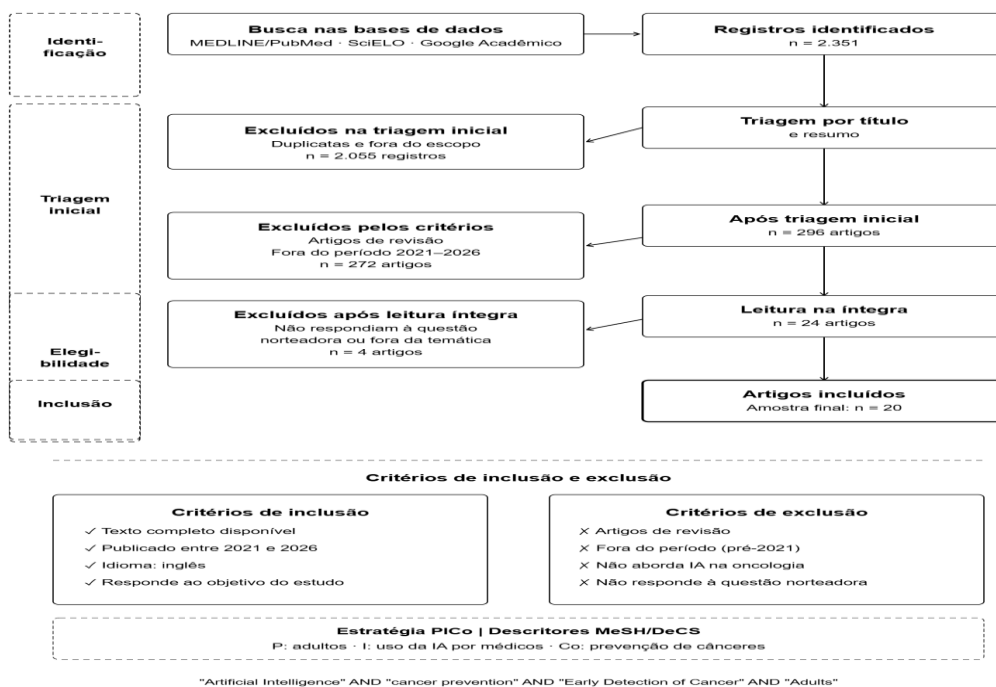 Identi-
ficação
Busca nas bases de dados
MEDLINE/PubMed · SciELO · Google Acadêmico
Registros identificados
n = 2.351
Triagem
inicial
Triagem por título
e resumo
Excluídos na triagem inicial
Duplicatas e fora do escopo
n = 2.055 registros
Após triagem inicial
n = 296 artigos
Excluídos pelos critérios
Artigos de revisão
Fora do período 2021–2026
n = 272 artigos
Elegi-
bilidade
Leitura na íntegra
n = 24 artigos
Excluídos após leitura íntegra
Não respondiam à questão
norteadora ou fora da temática
n = 4 artigos
Inclusão
Artigos incluídos
Amostra final: n = 20
Critérios de inclusão e exclusão
Critérios de inclusão
✓ Texto completo disponível
✓ Publicado entre 2021 e 2026
✓ Idioma: inglês
✓ Responde ao objetivo do estudo
Critérios de exclusão
✗ Artigos de revisão
✗ Fora do período (pré-2021)
✗ Não aborda IA na oncologia
✗ Não responde à questão norteadora
Estratégia PICo | Descritores MeSH/DeCS
P: adultos · I: uso da IA por médicos · Co: prevenção de cânceres
"Artificial Intelligence" AND "cancer prevention" AND "Early Detection of Cancer" AND "Adults"